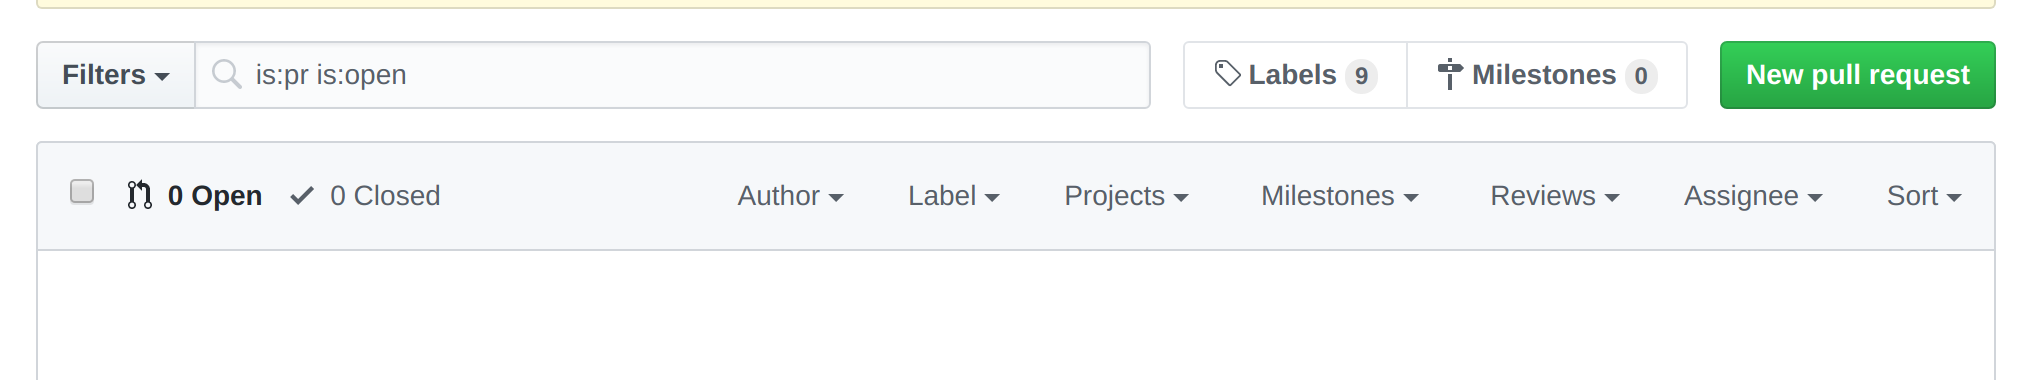 Filters is:pr is:open Labels 9 Milestones 0 New pull request
0 Open 0 Closed Author Label Projects Milestones Reviews Assignee Sort